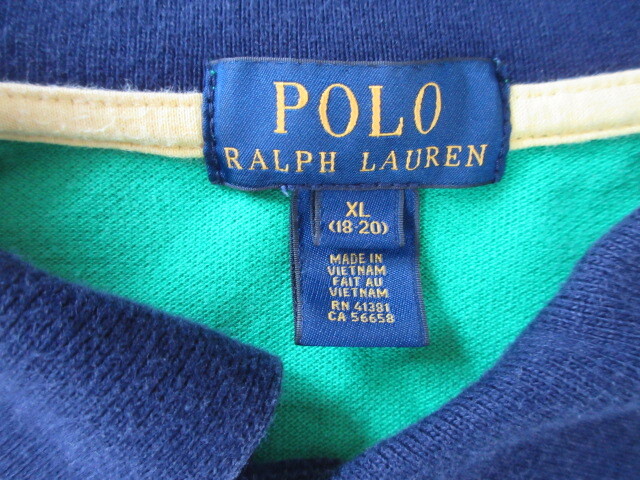 POLO
RALPH LAUREN
XL
(18-20)
MADE IN
VIETNAM
FAIT AU
VIETNAM
RN 41381
CA 56658